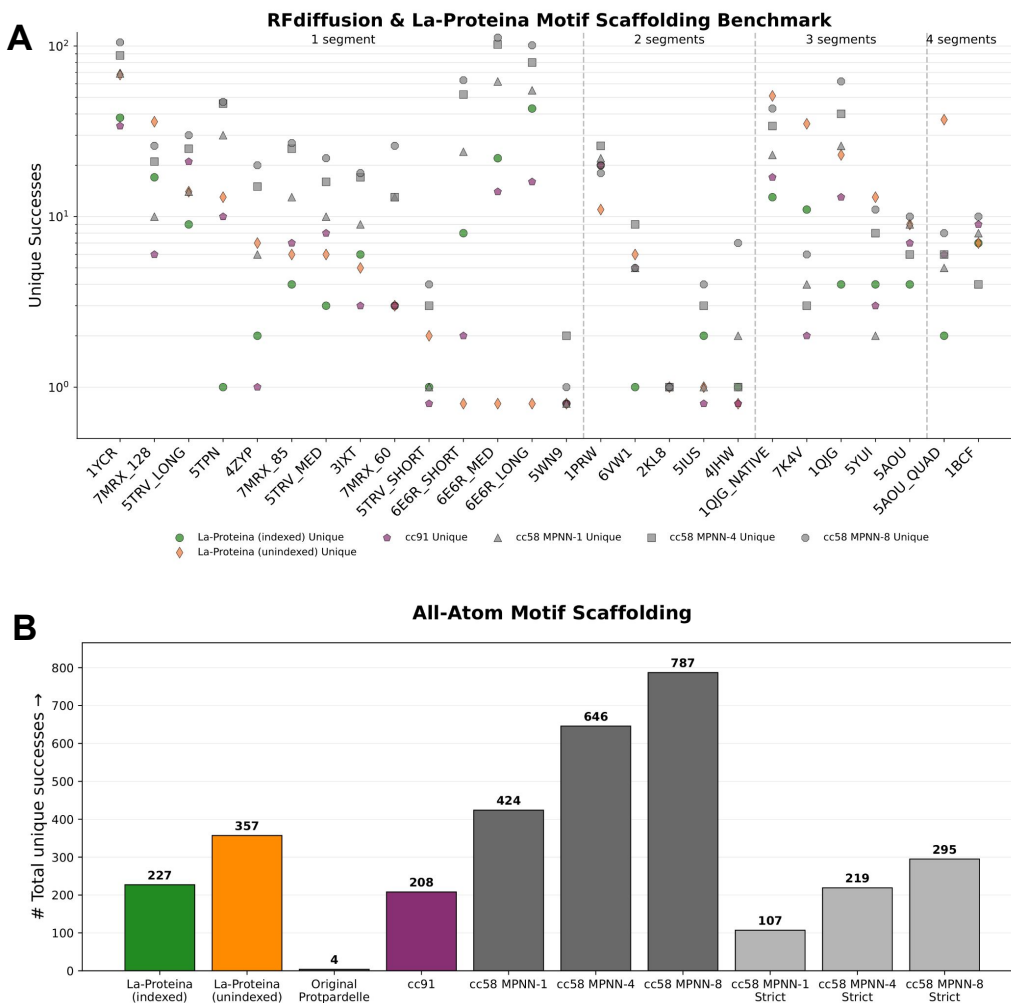 A
RFdiffusion & La-Proteina Motif Scaffolding Benchmark
1 segment
2 segments
3 segments
4 segments
Unique Successes
10²
10¹
10⁰
1YCR
7MRX_128
5TRV_LONG
5TPN
4ZYP
7MRX_85
5TRV_MED
3IXT
7MRX_60
5TRV_SHORT
6E6R_SHORT
6E6R_MED
6E6R_LONG
5WN9
1PRW
6VW1
2KL8
5IUS
4JHW
1QJG_NATIVE
7K4V
1QJG
5YUI
5AOU
5AOU_QUAD
1BCF
La-Proteina (indexed) Unique
cc91 Unique
cc58 MPNN-1 Unique
cc58 MPNN-4 Unique
cc58 MPNN-8 Unique
La-Proteina (unindexed) Unique
B
All-Atom Motif Scaffolding
# Total unique successes →
800
700
600
500
400
300
200
100
0
227
357
4
208
424
646
787
107
219
295
La-Proteina
(indexed)
La-Proteina
(unindexed)
Original
Protpardelle
cc91
cc58 MPNN-1
cc58 MPNN-4
cc58 MPNN-8
cc58 MPNN-1
Strict
cc58 MPNN-4
Strict
cc58 MPNN-8
Strict